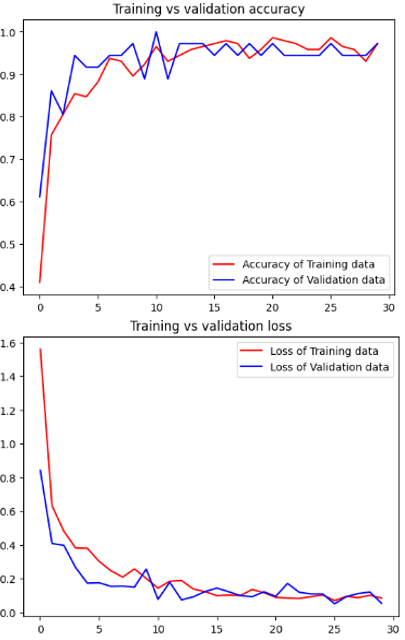 Training vs validation accuracy
1.0
0.9
0.8
0.7
0.6
0.5
0.4
Accuracy of Training data
Accuracy of Validation data
0 5 10 15 20 25 30
Training vs validation loss
1.6
1.4
1.2
1.0
0.8
0.6
0.4
0.2
0.0
Loss of Training data
Loss of Validation data
0 5 10 15 20 25 30